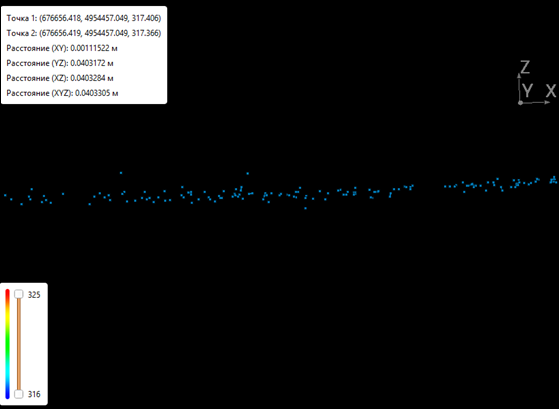 Точка 1: (676656.418, 4954457.049, 317.406)
Точка 2: (676656.419, 4954457.049, 317.366)
Расстояние (XY): 0.00111522 м
Расстояние (YZ): 0.0403172 м
Расстояние (XZ): 0.0403284 м
Расстояние (XYZ): 0.0403305 м
Z
Y X
325
316